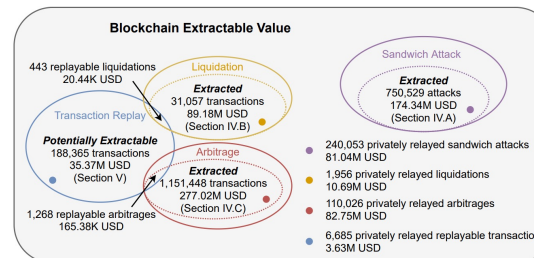 Blockchain Extractable Value
443 replayable liquidations
20.44K USD
Liquidation
Extracted
31,057 transactions
89.18M USD
(Section IV.B)
Sandwich Attack
Extracted
750,529 attacks
174.34M USD
(Section IV.A)
Transaction Replay
Potentially Extractable
188,365 transactions
35.37M USD
(Section V)
Arbitrage
Extracted
1,151,448 transactions
277.02M USD
(Section IV.C)
1,268 replayable arbitrages
165.38K USD
240,053 privately relayed sandwich attacks
81.04M USD
1,956 privately relayed liquidations
10.69M USD
110,026 privately relayed arbitrages
82.75M USD
6,685 privately relayed replayable transactio
3.63M USD